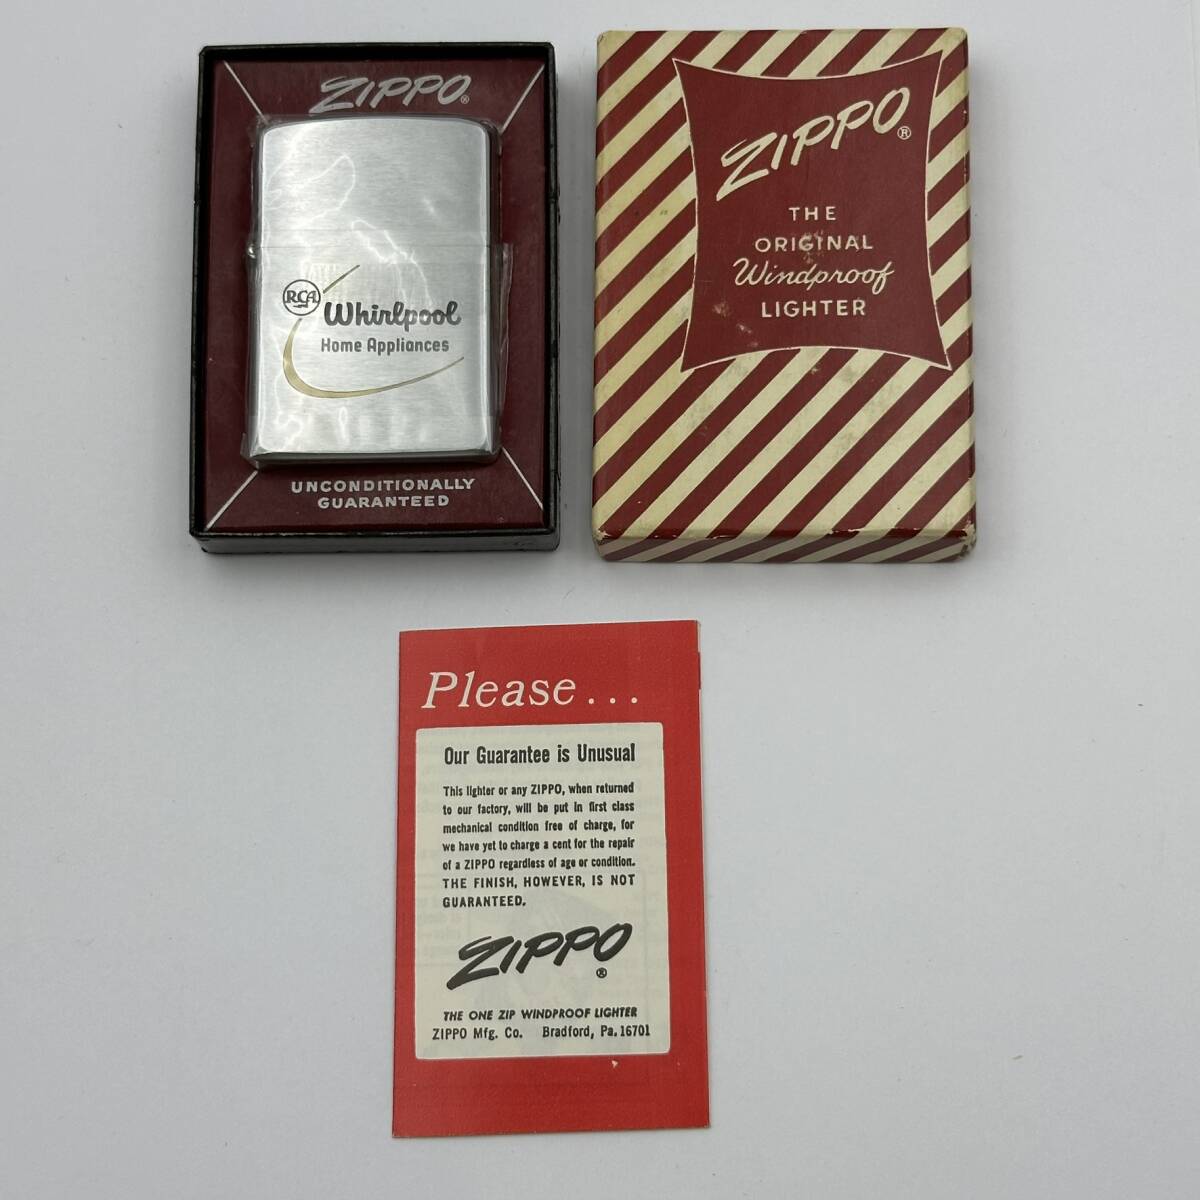 ZIPPO®
RCA
Whirlpool
Home Appliances
UNCONDITIONALLY
GUARANTEED
ZIPPO®
THE
ORIGINAL
Windproof
LIGHTER
Please...
Our Guarantee is Unusual
This lighter or any ZIPPO, when returned
to our factory, will be put in first class
mechanical condition free of charge, for
we have yet to charge a cent for the repair
of a ZIPPO regardless of age or condition.
THE FINISH, HOWEVER, IS NOT
GUARANTEED.
ZIPPO®
THE ONE ZIP WINDPROOF LIGHTER
ZIPPO Mfg. Co. Bradford, Pa. 16701